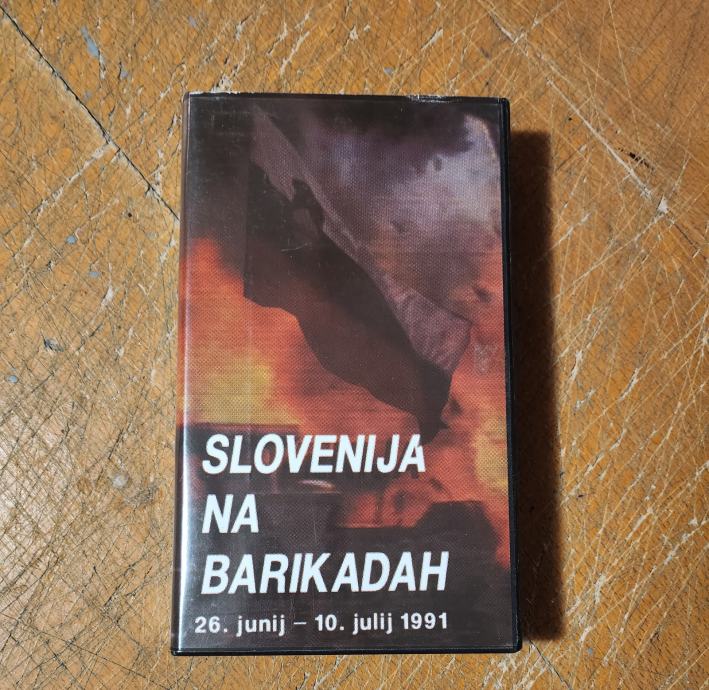 SLOVENIJA
NA
BARIKADAH
26. junij – 10. julij 1991